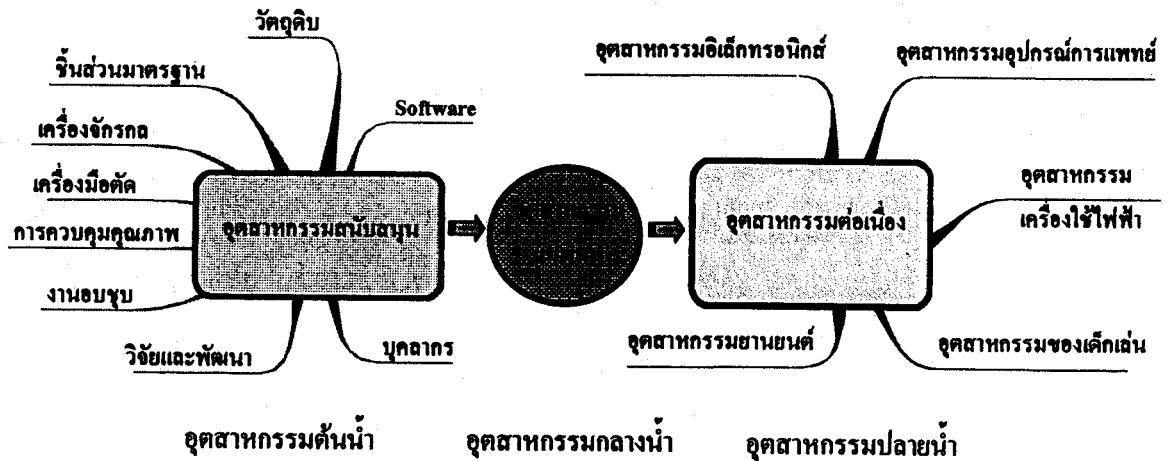 วัตถุดิบ
ชิ้นส่วนมาตรฐาน
Software
เครื่องจักรกล
เครื่องมือตัด
การควบคุมคุณภาพ
งานอบชุบ
วิจัยและพัฒนา
บุคลากร
อุตสาหกรรมสนับสนุน
อุตสาหกรรมอิเล็กทรอนิกส์
อุตสาหกรรมอุปกรณ์การแพทย์
อุตสาหกรรม
เครื่องใช้ไฟฟ้า
อุตสาหกรรมต่อเนื่อง
อุตสาหกรรมยานยนต์
อุตสาหกรรมของเด็กเล่น
อุตสาหกรรมต้นน้ำ
อุตสาหกรรมกลางน้ำ
อุตสาหกรรมปลายน้ำ